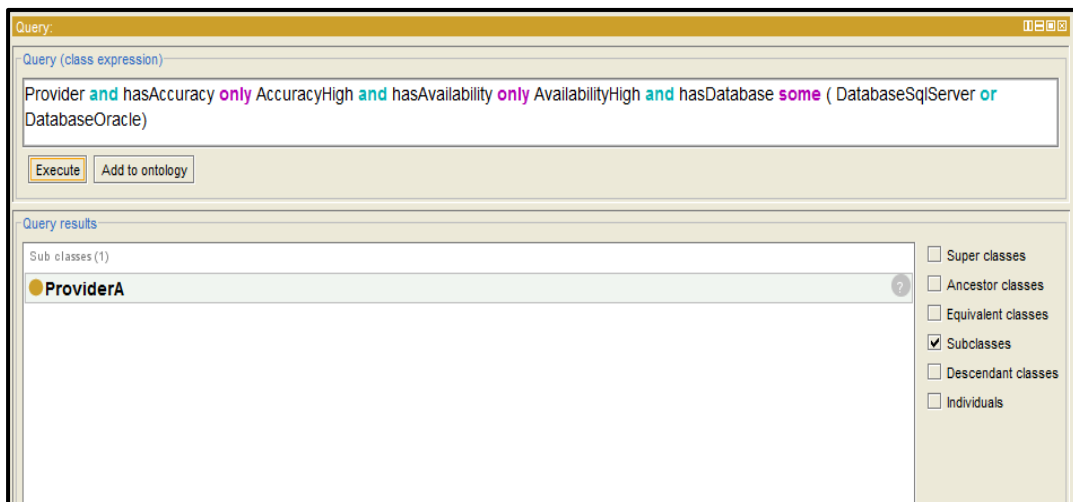 Query:
Query (class expression)
Provider and hasAccuracy only AccuracyHigh and hasAvailability only AvailabilityHigh and hasDatabase some ( DatabaseSqlServer or
DatabaseOracle)
Execute Add to ontology
Query results
Sub classes (1)
ProviderA ?
Super classes
Ancestor classes
Equivalent classes
Subclasses
Descendant classes
Individuals